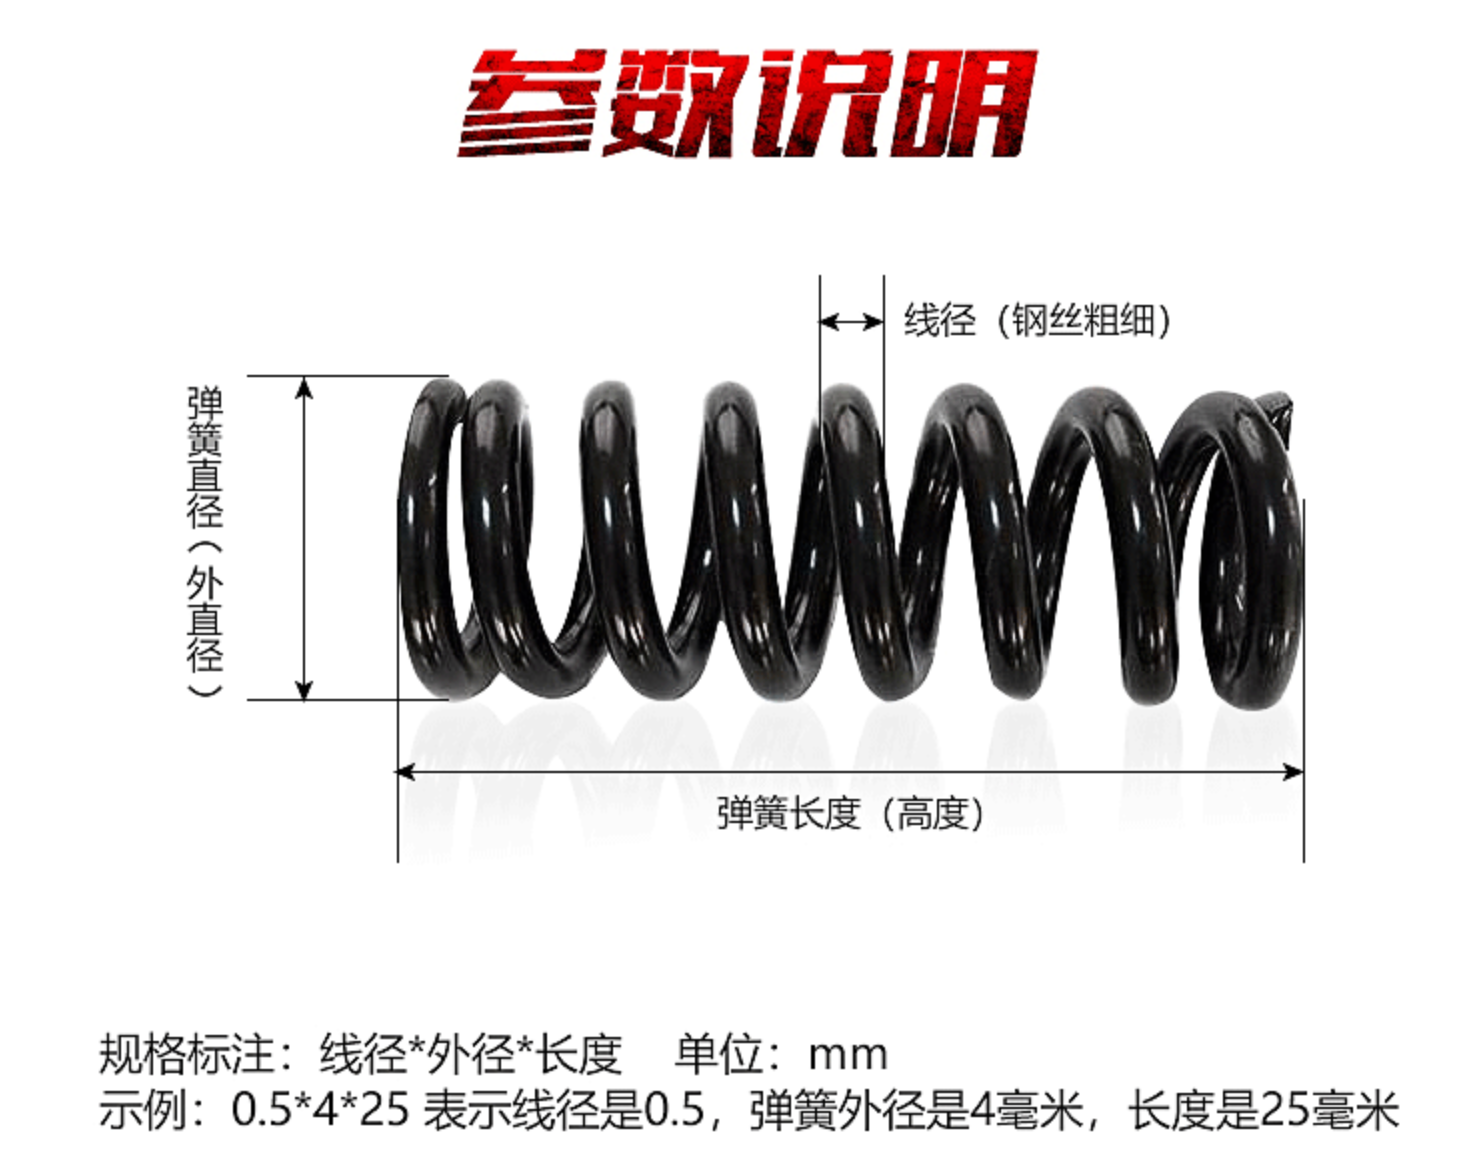 参数说明
线径（钢丝粗细）
弹簧直径（外直径）
弹簧长度（高度）
规格标注：线径*外径*长度 单位：mm
示例：0.5*4*25 表示线径是0.5，弹簧外径是4毫米，长度是25毫米